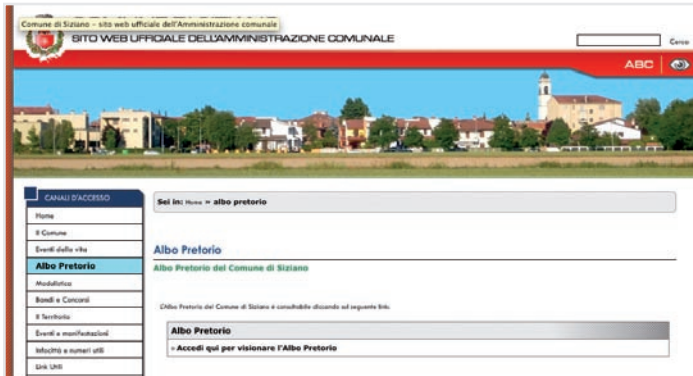 Comune di Siziano - sito web ufficiale dell'Amministrazione comunale
SITO WEB UFFICIALE DELL'AMMINISTRAZIONE COMUNALE
Cerca
ABC
CANALI D'ACCESSO
Home
Il Comune
Eventi della vita
Albo Pretorio
Modulistica
Bandi e Concorsi
Il Territorio
Eventi e manifestazioni
Infocittà e numeri utili
Link Utili
Sei in: Home » albo pretorio
Albo Pretorio
Albo Pretorio del Comune di Siziano
L'Albo Pretorio del Comune di Siziano è consultabile cliccando sul seguente link:
Albo Pretorio
» Accedi qui per visionare l'Albo Pretorio